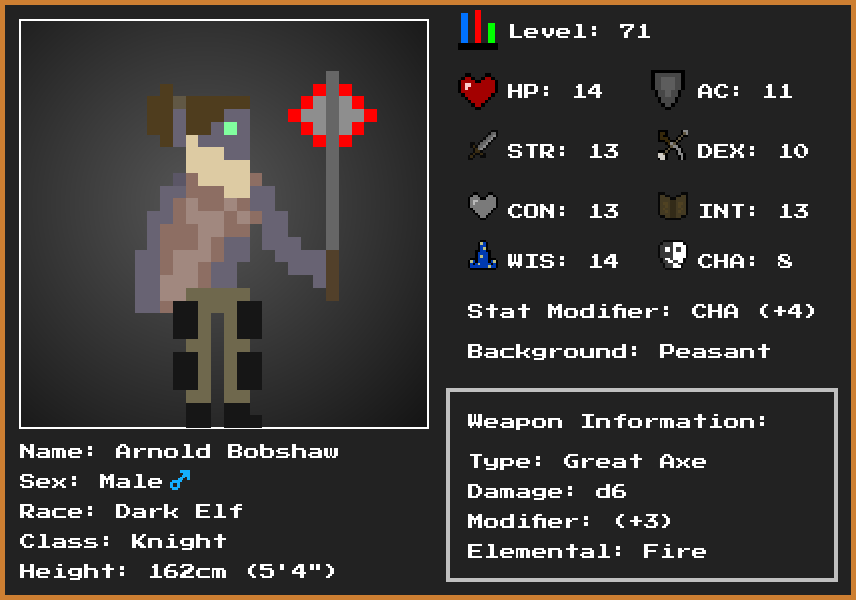 Level: 71
HP: 14 AC: 11
STR: 13 DEX: 10
CON: 13 INT: 13
WIS: 14 CHA: 8
Stat Modifier: CHA (+4)
Background: Peasant
Weapon Information:
Type: Great Axe
Damage: d6
Modifier: (+3)
Elemental: Fire
Name: Arnold Bobshaw
Sex: Male ♂
Race: Dark Elf
Class: Knight
Height: 162cm (5'4")